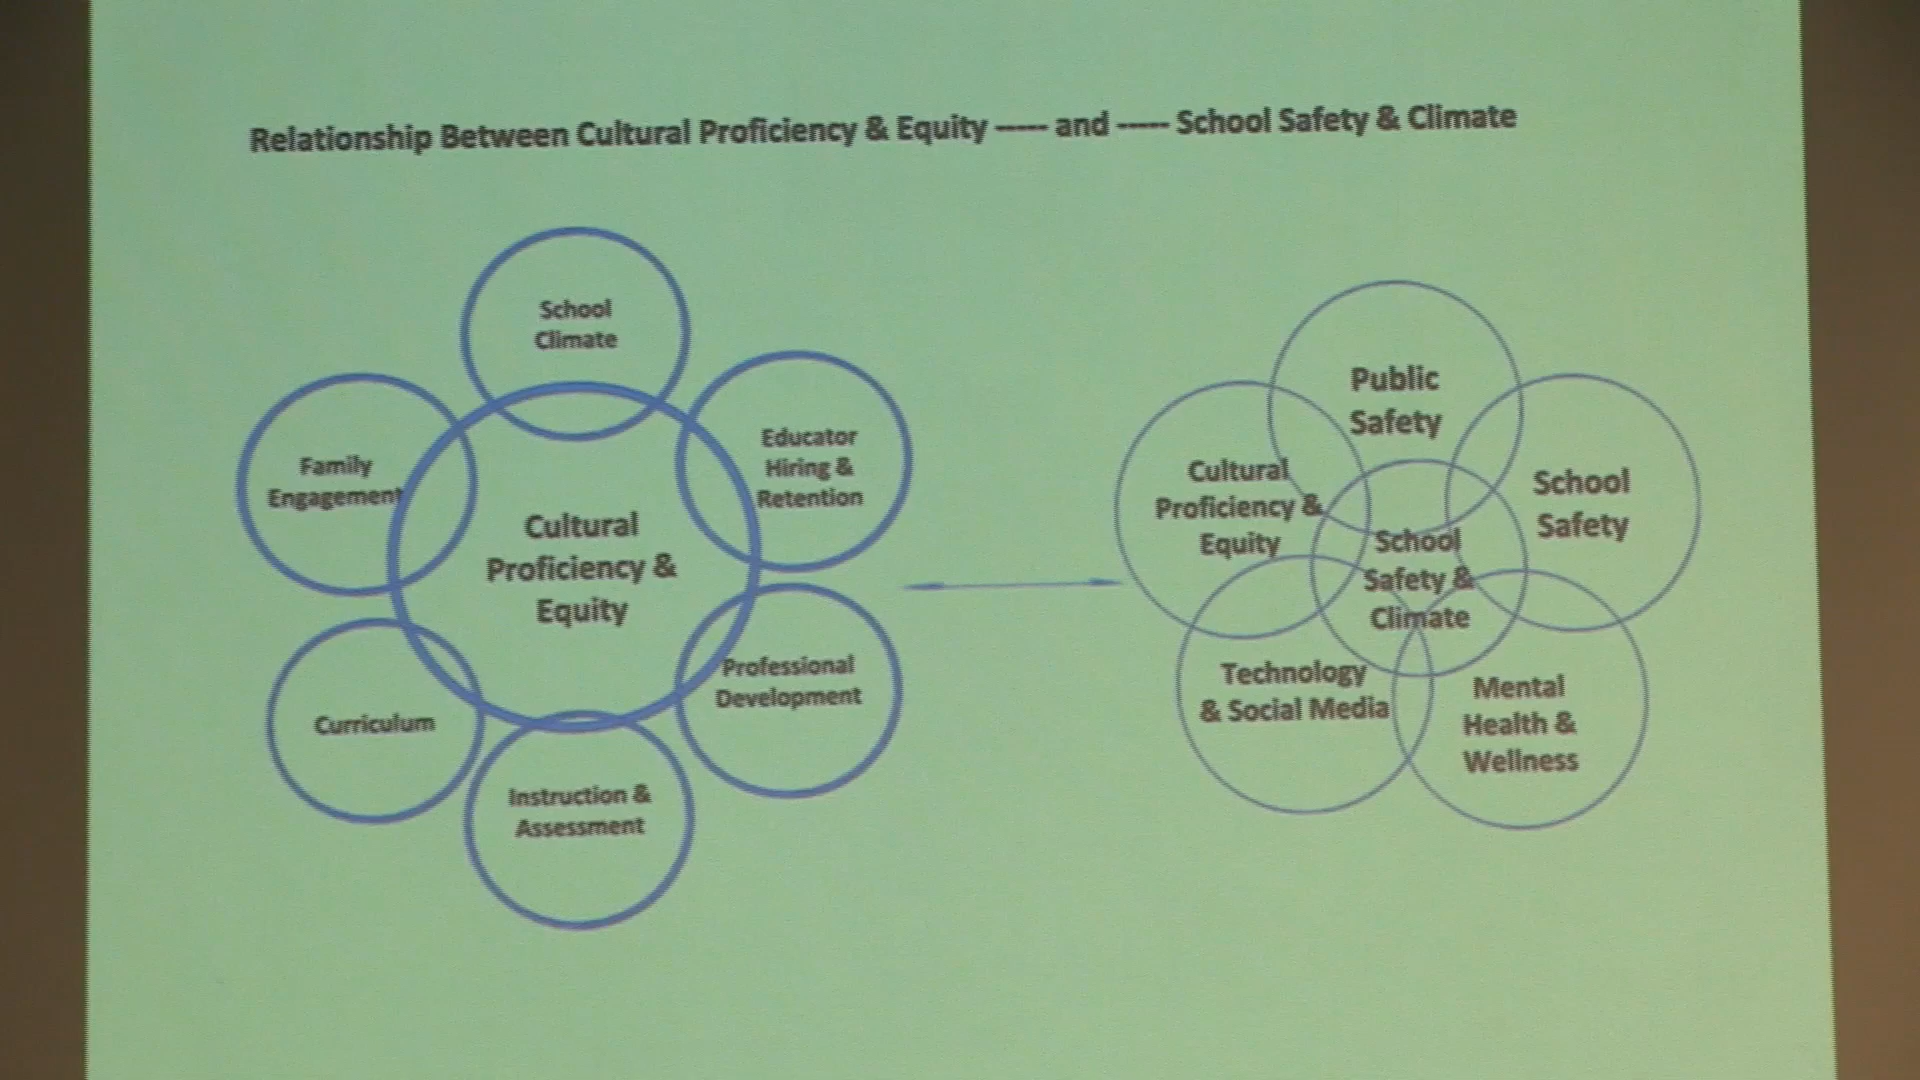 Relationship Between Cultural Proficiency & Equity ----- and ----- School Safety & Climate
School
Climate
Family
Engagement
Educator
Hiring &
Retention
Cultural
Proficiency &
Equity
Professional
Development
Curriculum
Instruction &
Assessment
Public
Safety
Cultural
Proficiency &
Equity
School
Safety
School
Safety &
Climate
Technology
& Social Media
Mental
Health &
Wellness